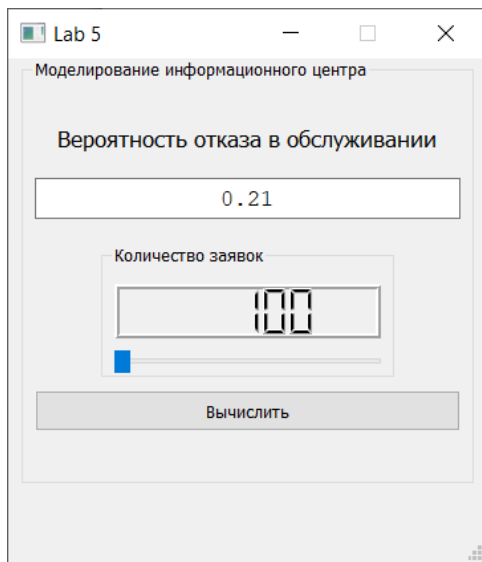 Lab 5
Моделирование информационного центра
Вероятность отказа в обслуживании
0.21
Количество заявок
100
Вычислить